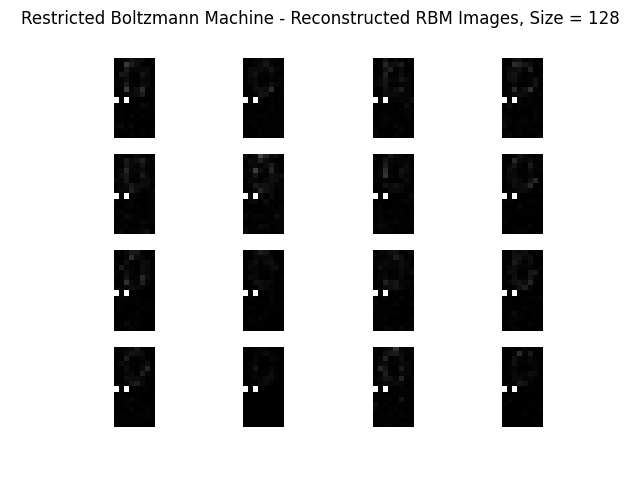 Restricted Boltzmann Machine - Reconstructed RBM Images, Size = 128